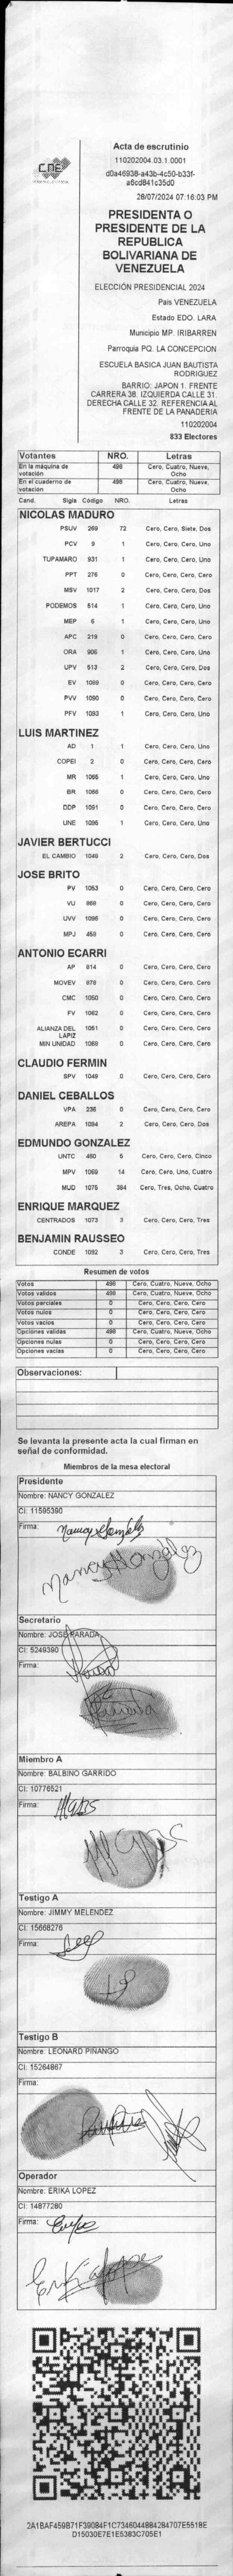 CNE
Acta de escrutinio
110202004.03.1.0001
d0a46938-a43b-4c50-b33f-
a6cd841c35d0
28/07/2024 07:16:03 PM
PRESIDENTA O
PRESIDENTE DE LA
REPUBLICA
BOLIVARIANA DE
VENEZUELA
ELECCIÓN PRESIDENCIAL 2024
Pais VENEZUELA
Estado EDO. LARA
Municipio MP. IRIBARREN
Parroquia PQ. LA CONCEPCION
ESCUELA BASICA JUAN BAUTISTA
RODRIGUEZ
BARRIO. JAPON 1. FRENTE
CARRERA 38. IZQUIERDA CALLE 31.
DERECHA CALLE 32. REFERENCIA AL
FRENTE DE LA PANADERIA
110202004
833 Electores
Votantes NRO. Letras
En la máquina de votación 498 Cero, Cuatro, Nueve, Ocho
En el cuaderno de votación 498 Cero, Cuatro, Nueve, Ocho
Cand. Sigla Código NRO. Letras
NICOLAS MADURO
PSUV 269 72 Cero, Cero, Siete, Dos
PCV 9 1 Cero, Cero, Cero, Uno
TUPAMARO 931 1 Cero, Cero, Cero, Uno
PPT 276 0 Cero, Cero, Cero, Cero
MSV 1017 2 Cero, Cero, Cero, Dos
PODEMOS 514 1 Cero, Cero, Cero, Uno
MEP 6 1 Cero, Cero, Cero, Uno
APC 219 0 Cero, Cero, Cero, Cero
ORA 906 1 Cero, Cero, Cero, Uno
UPV 513 2 Cero, Cero, Cero, Dos
EV 1089 0 Cero, Cero, Cero, Cero
PVV 1090 0 Cero, Cero, Cero, Cero
PFV 1093 1 Cero, Cero, Cero, Uno
LUIS MARTINEZ
AD 1 1 Cero, Cero, Cero, Uno
COPEI 2 0 Cero, Cero, Cero, Cero
MR 1065 1 Cero, Cero, Cero, Uno
BR 1066 0 Cero, Cero, Cero, Cero
DDP 1091 0 Cero, Cero, Cero, Cero
UNE 1095 1 Cero, Cero, Cero, Uno
JAVIER BERTUCCI
EL CAMBIO 1046 2 Cero, Cero, Cero, Dos
JOSE BRITO
PV 1053 0 Cero, Cero, Cero, Cero
VU 0 Cero, Cero, Cero, Cero
UVV 1096 0 Cero, Cero, Cero, Cero
MPJ 458 0 Cero, Cero, Cero, Cero
ANTONIO ECARRI
AP 814 0 Cero, Cero, Cero, Cero
MOVEV 878 0 Cero, Cero, Cero, Cero
CMC 1050 0 Cero, Cero, Cero, Cero
FV 1062 0 Cero, Cero, Cero, Cero
ALIANZA DEL LAPIZ 1051 0 Cero, Cero, Cero, Cero
MIN UNIDAD 1068 0 Cero, Cero, Cero, Cero
CLAUDIO FERMIN
SPV 1049 0 Cero, Cero, Cero, Cero
DANIEL CEBALLOS
VPA 236 0 Cero, Cero, Cero, Cero
AREPA 1094 2 Cero, Cero, Cero, Dos
EDMUNDO GONZALEZ
UNTC 460 5 Cero, Cero, Cero, Cinco
MPV 1069 14 Cero, Cero, Uno, Cuatro
MUD 1075 384 Cero, Tres, Ocho, Cuatro
ENRIQUE MARQUEZ
CENTRADOS 1073 3 Cero, Cero, Cero, Tres
BENJAMIN RAUSSEO
CONDE 1092 3 Cero, Cero, Cero, Tres
Resumen de votos
Votos 498 Cero, Cuatro, Nueve, Ocho
Votos validos 498 Cero, Cuatro, Nueve, Ocho
Votos parciales 0 Cero, Cero, Cero, Cero
Votos nulos 0 Cero, Cero, Cero, Cero
Votos vacios 0 Cero, Cero, Cero, Cero
Opciones validas 498 Cero, Cuatro, Nueve, Ocho
Opciones nulas 0 Cero, Cero, Cero, Cero
Opciones vacias 0 Cero, Cero, Cero, Cero
Observaciones:
Se levanta la presente acta la cual firman en
señal de conformidad.
Miembros de la mesa electoral
Presidente
Nombre: NANCY GONZALEZ
CI: 11595390
Firma: Nancy González
Nancy González
Secretario
Nombre: JOSE PARADA
CI: 5249390
Firma:
Miembro A
Nombre: BALBINO GARRIDO
CI: 10776521
Firma:
Testigo A
Nombre: JIMMY MELENDEZ
CI: 15668276
Firma:
Testigo B
Nombre: LEONARD PINANGO
CI: 15264867
Firma:
Operador
Nombre: ERIKA LOPEZ
CI: 14877280
Firma:
2A1BAF459B71F39084F1C7346044884284707E5518E
D15030E7E1E5383C705E1